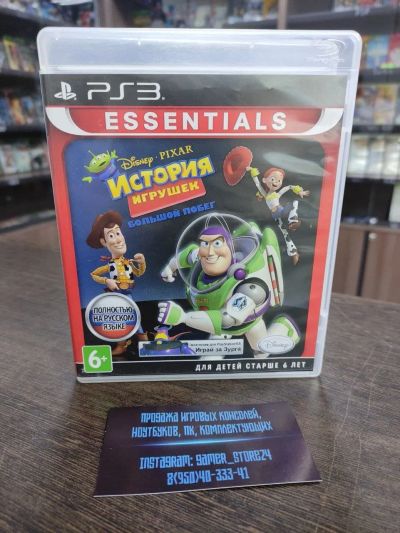 PS3
ESSENTIALS
Disney · PIXAR
История
игрушек
Большой побег
ПОЛНОСТЬЮ
НА РУССКОМ
ЯЗЫКЕ
Играй за Зурга
Disney
6+
ДЛЯ ДЕТЕЙ СТАРШЕ 6 ЛЕТ
ПРОДАЖА ИГРОВЫХ КОНСОЛЕЙ,
НОУТБУКОВ, ПК, КОМПЛЕКТУЮЩИХ
Instagram: gamer_store24
8(950)40-333-41